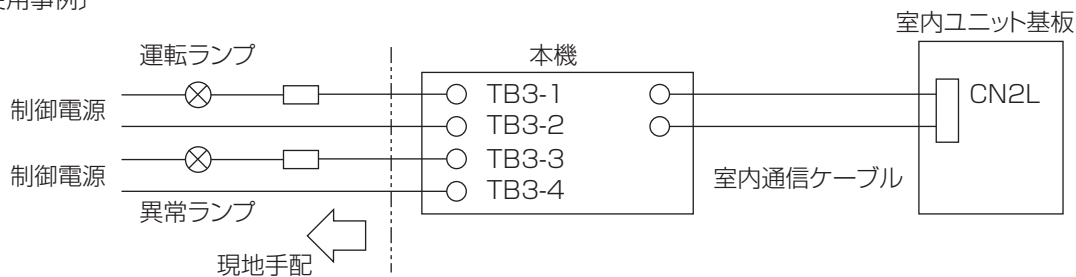 用事例〕
室内ユニット基板
運転ランプ
本機
制御電源
TB3-1
CN2L
TB3-2
制御電源
TB3-3
室内通信ケーブル
TB3-4
異常ランプ
現地手配